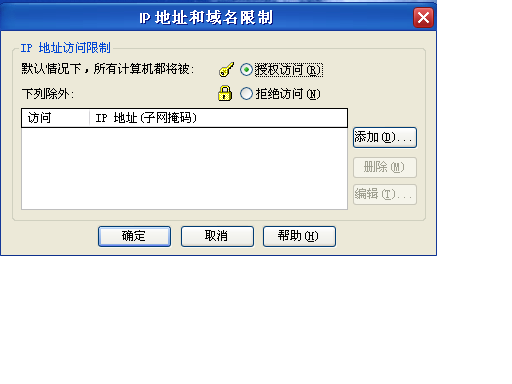 IP 地址和域名限制
IP 地址访问限制
默认情况下，所有计算机都将被:
授权访问(R)
下列除外:
拒绝访问(N)
访问
IP 地址(子网掩码)
添加(D)...
删除(M)
编辑(T)...
确定
取消
帮助(H)